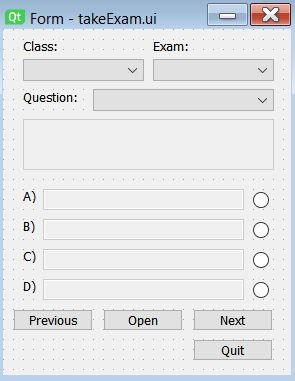 Qt Form - takeExam.ui
Class: Exam:
Question:
A)
B)
C)
D)
Previous Open Next
Quit